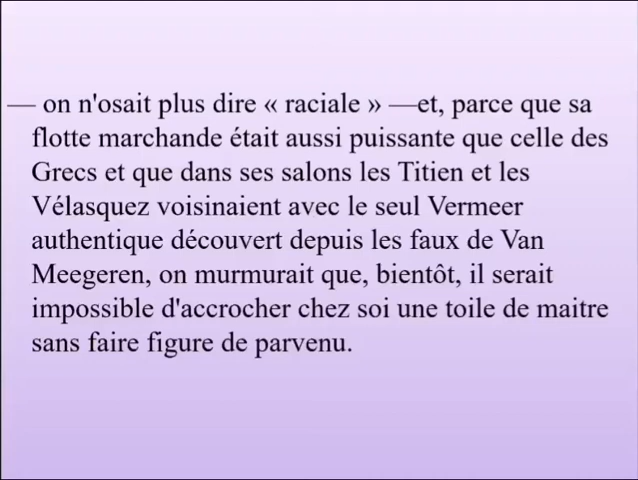 — on n'osait plus dire « raciale » —et, parce que sa
flotte marchande était aussi puissante que celle des
Grecs et que dans ses salons les Titien et les
Vélasquez voisinaient avec le seul Vermeer
authentique découvert depuis les faux de Van
Meegeren, on murmurait que, bientôt, il serait
impossible d'accrocher chez soi une toile de maitre
sans faire figure de parvenu.